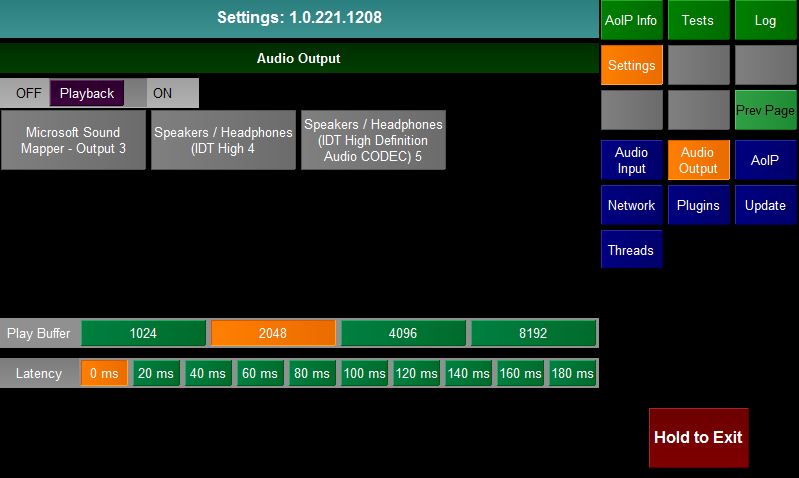 Settings: 1.0.221.1208
AoIP Info
Tests
Log
Audio Output
Settings
OFF
Playback
ON
Prev Page
Microsoft Sound
Mapper - Output 3
Speakers / Headphones
(IDT High 4
Speakers / Headphones
(IDT High Definition
Audio CODEC) 5
Audio
Input
Audio
Output
AoIP
Network
Plugins
Update
Threads
Play Buffer
1024
2048
4096
8192
Latency
0 ms
20 ms
40 ms
60 ms
80 ms
100 ms
120 ms
140 ms
160 ms
180 ms
Hold to Exit